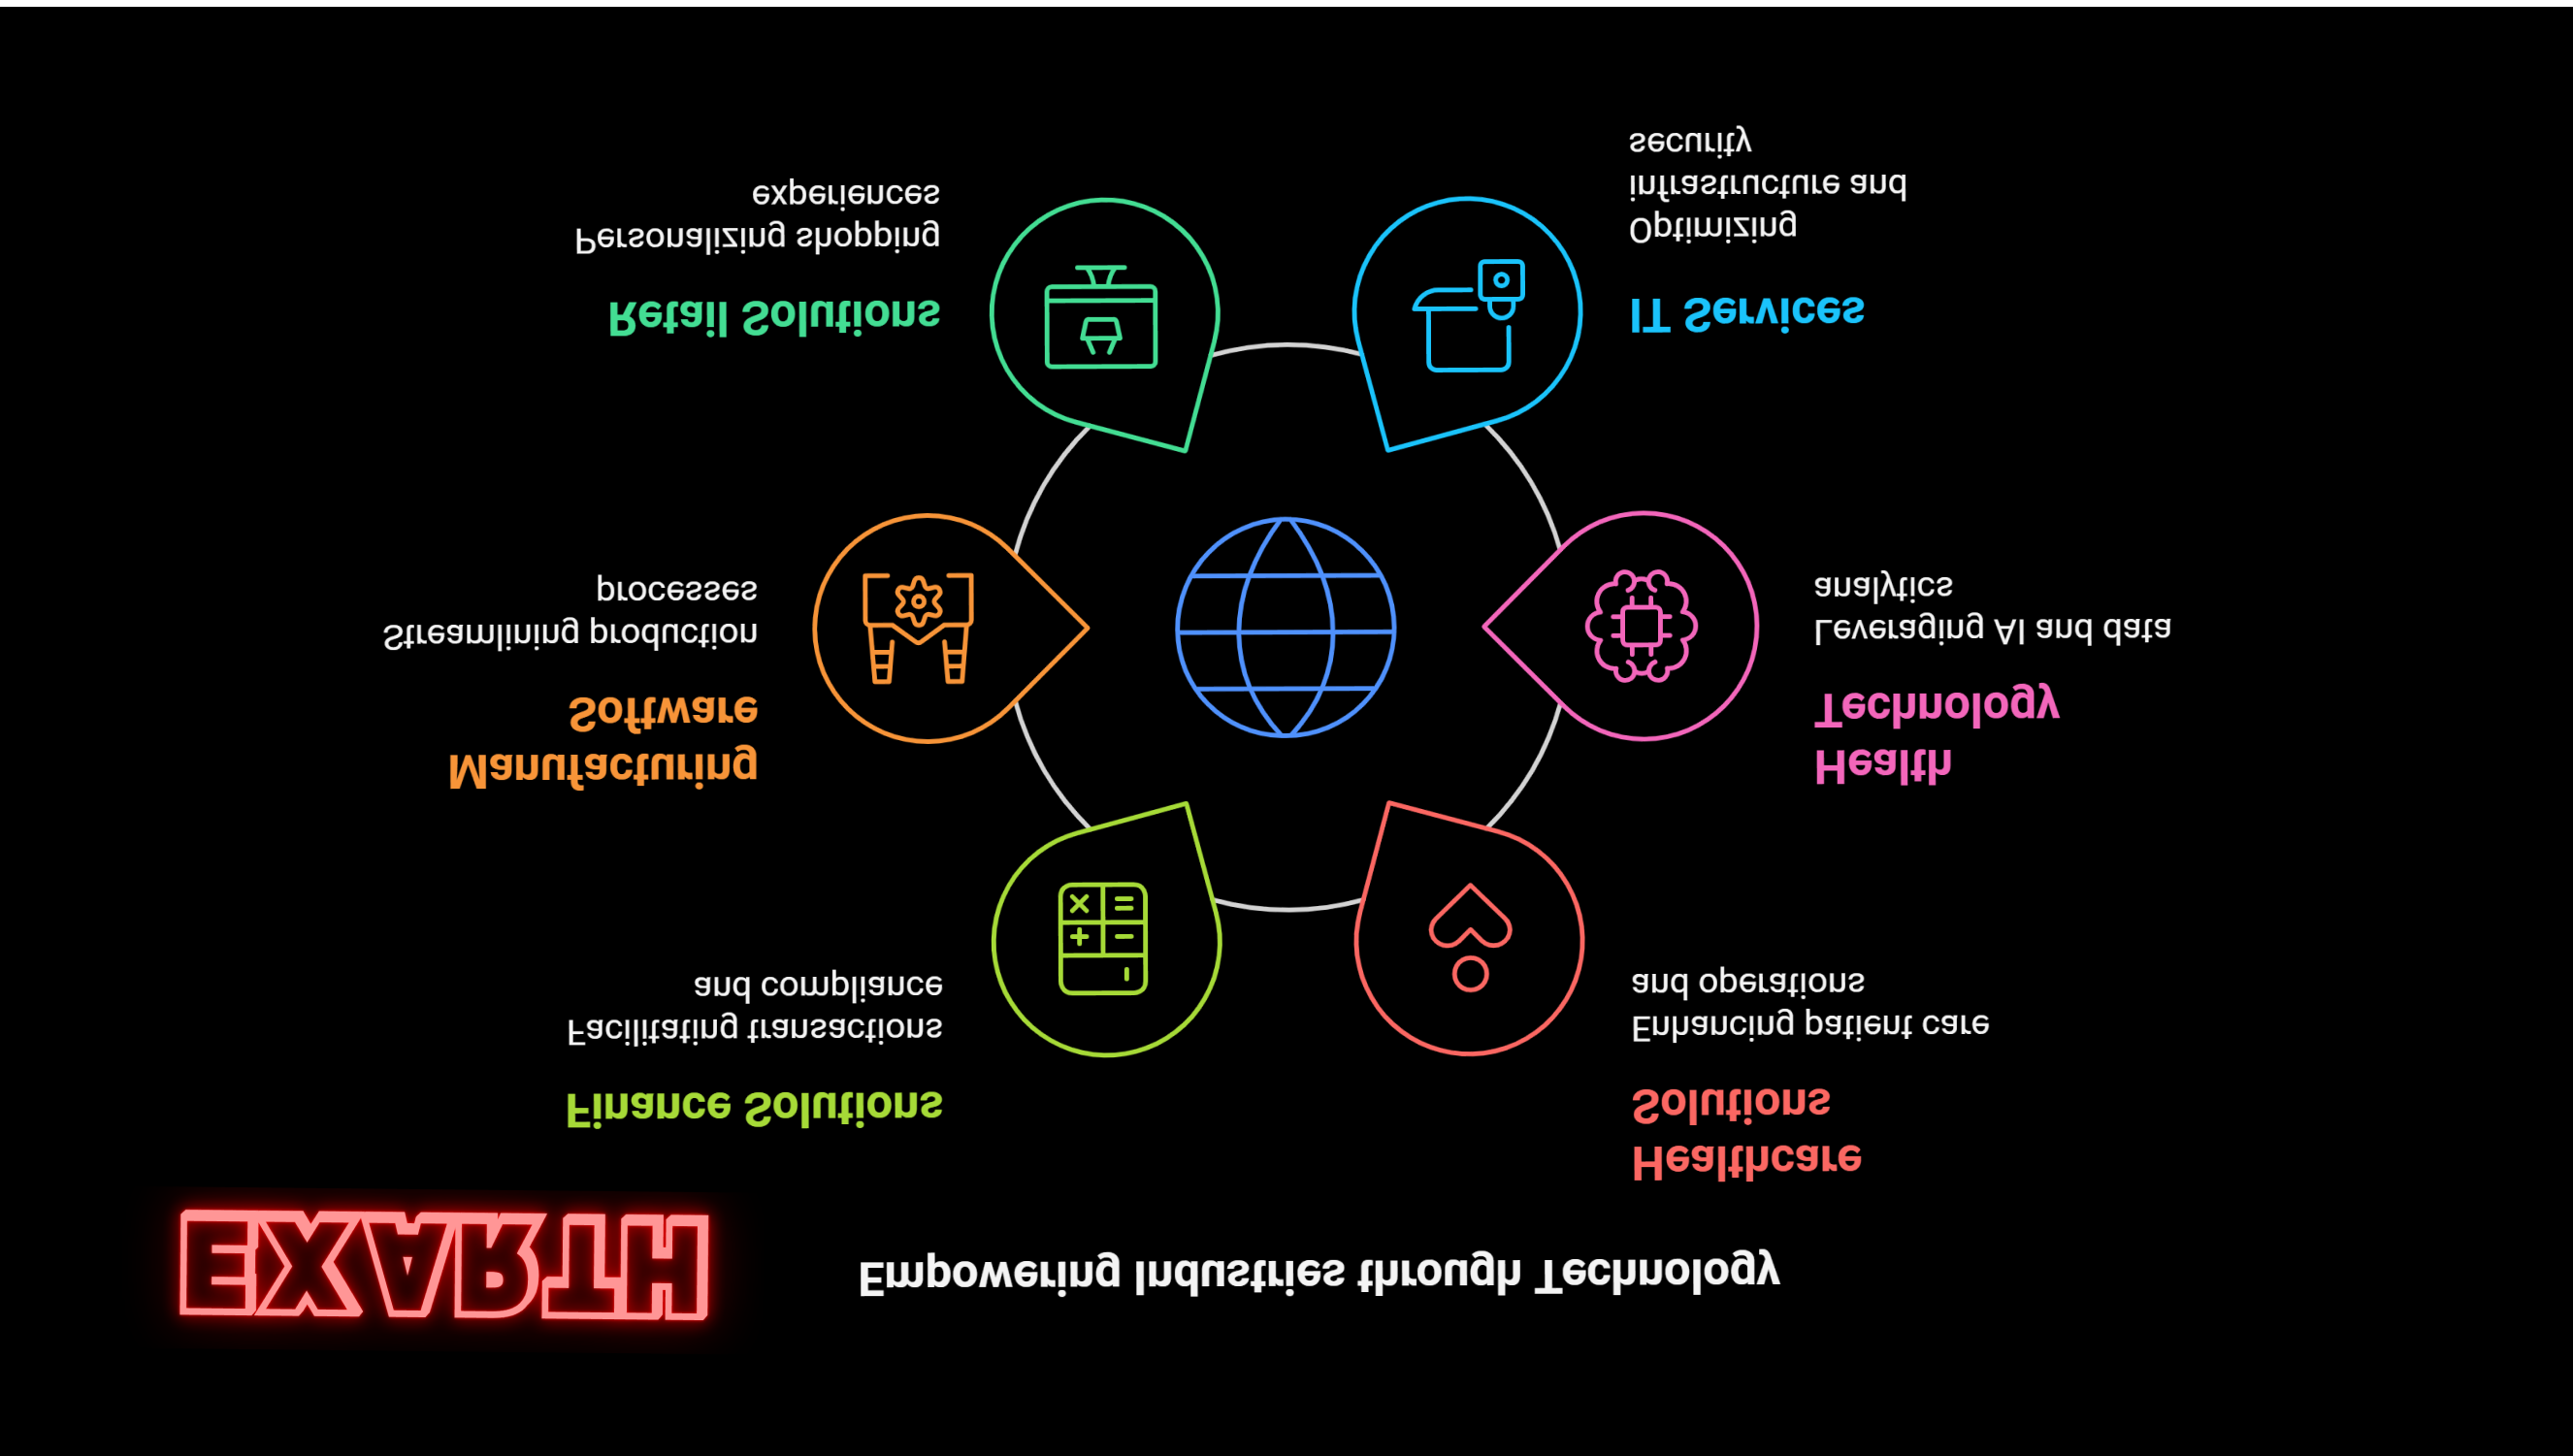 EXARTH
Empowering Industries through Technology
Finance Solutions
Facilitating transactions
and compliance
Healthcare
Solutions
Enhancing patient care
and operations
Manufacturing
Software
Streamlining production
processes
Health
Technology
Leveraging AI and data
analytics
Retail Solutions
Personalizing shopping
experiences
IT Services
Optimizing
infrastructure and
security